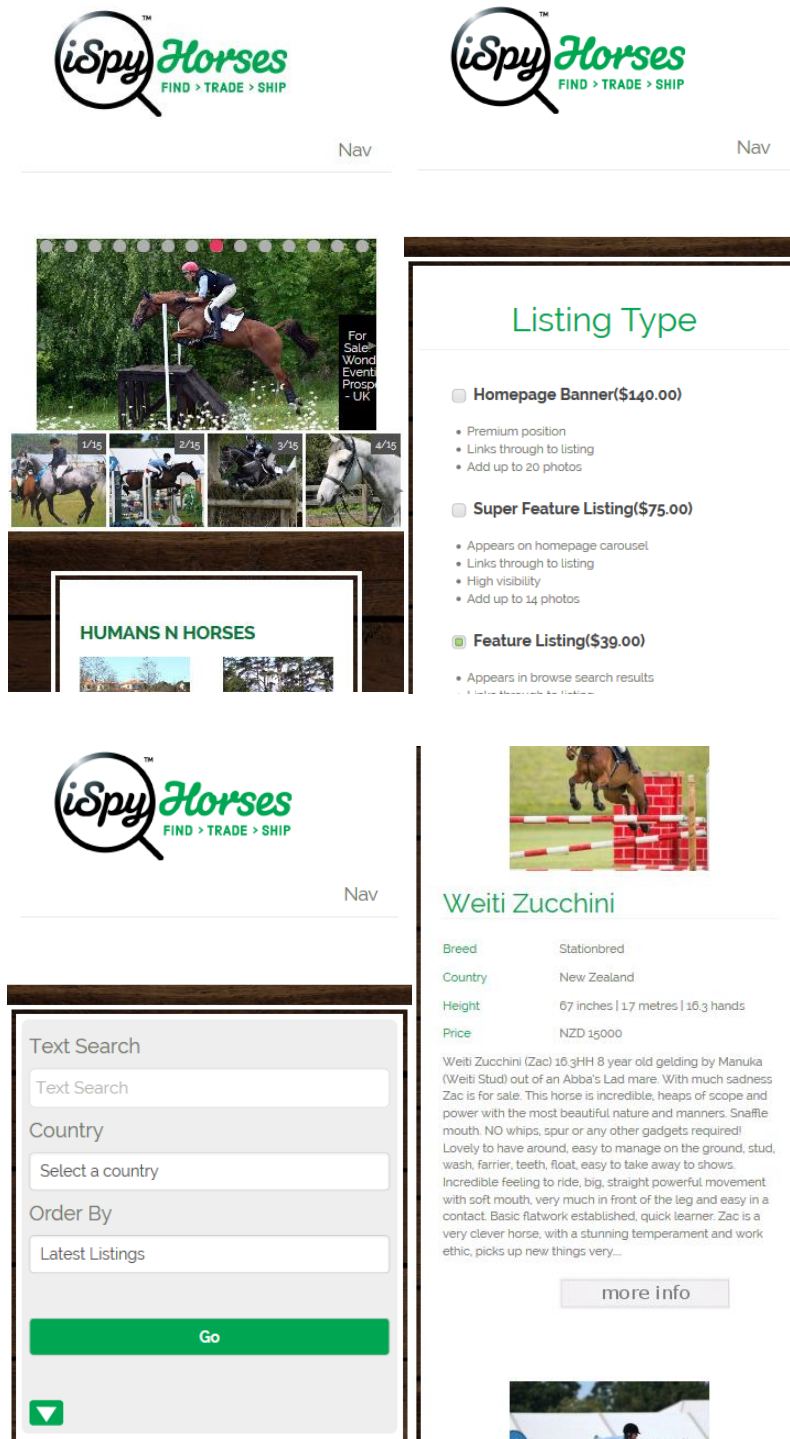 iSpy Horses ™
FIND > TRADE > SHIP
Nav
For
Sale:
Wond
Eventi
Prospe
- UK
1/15
2/15
3/15
4/15
HUMANS N HORSES
iSpy Horses ™
FIND > TRADE > SHIP
Nav
Listing Type
Homepage Banner($140.00)
• Premium position
• Links through to listing
• Add up to 20 photos
Super Feature Listing($75.00)
• Appears on homepage carousel
• Links through to listing
• High visibility
• Add up to 14 photos
Feature Listing($39.00)
• Appears in browse search results
• Links through to listing
iSpy Horses ™
FIND > TRADE > SHIP
Nav
Text Search
Text Search
Country
Select a country
Order By
Latest Listings
Go
Weiti Zucchini
Breed Stationbred
Country New Zealand
Height 67 inches | 1.7 metres | 16.3 hands
Price NZD 15000
Weiti Zucchini (Zac) 16.3HH 8 year old gelding by Manuka
(Weiti Stud) out of an Abba's Lad mare. With much sadness
Zac is for sale. This horse is incredible, heaps of scope and
power with the most beautiful nature and manners. Snaffle
mouth. NO whips, spur or any other gadgets required!
Lovely to have around, easy to manage on the ground, stud,
wash, farrier, teeth, float, easy to take away to shows.
Incredible feeling to ride, big, straight powerful movement
with soft mouth, very much in front of the leg and easy in a
contact. Basic flatwork established, quick learner. Zac is a
very clever horse, with a stunning temperament and work
ethic, picks up new things very....
more info